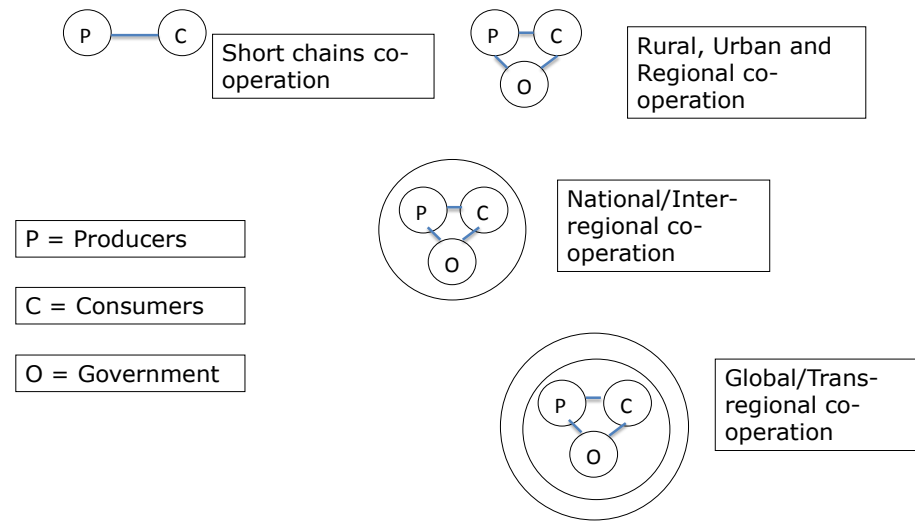 P
C
Short chains co-
operation
P
C
O
Rural, Urban and
Regional co-
operation
P
C
O
National/Inter-
regional co-
operation
P = Producers
C = Consumers
O = Government
P
C
O
Global/Trans-
regional co-
operation